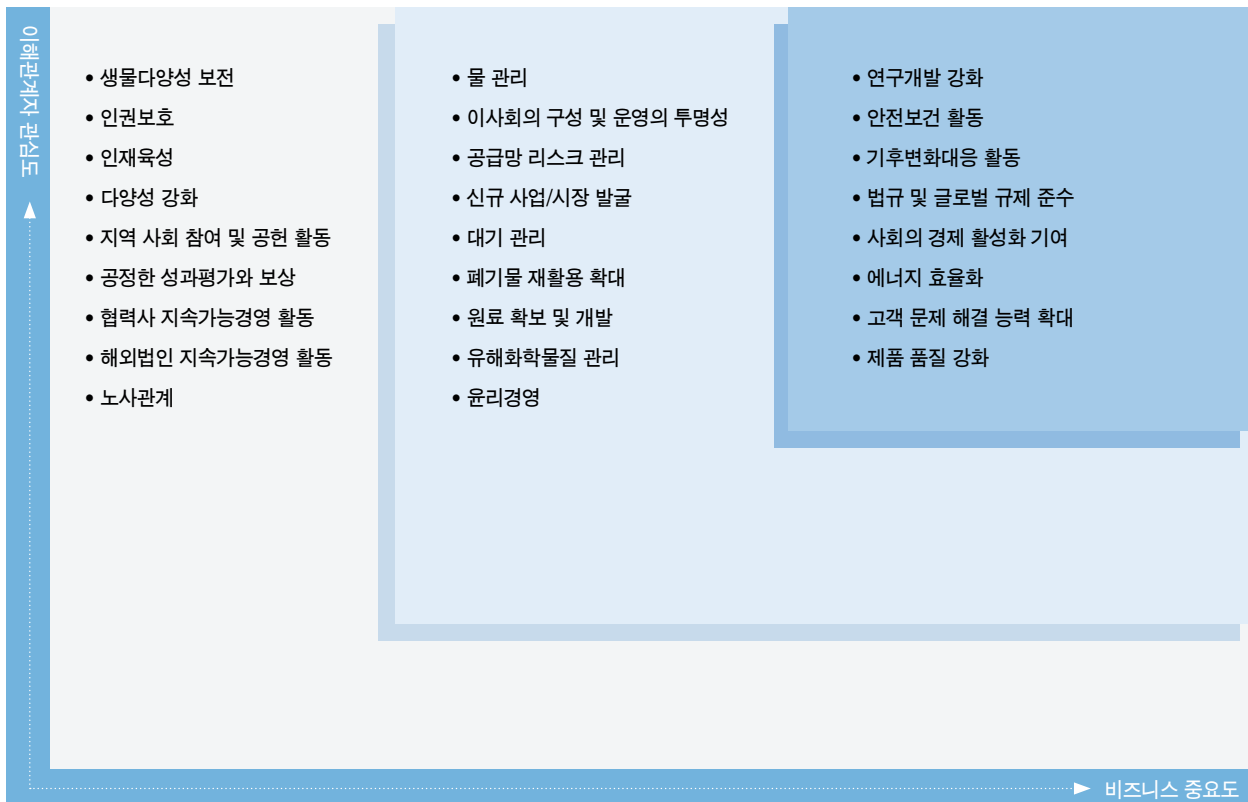 이해관계자 관심도
• 생물다양성 보전
• 인권보호
• 인재육성
• 다양성 강화
• 지역 사회 참여 및 공헌 활동
• 공정한 성과평가와 보상
• 협력사 지속가능경영 활동
• 해외법인 지속가능경영 활동
• 노사관계
• 물 관리
• 이사회의 구성 및 운영의 투명성
• 공급망 리스크 관리
• 신규 사업/시장 발굴
• 대기 관리
• 폐기물 재활용 확대
• 원료 확보 및 개발
• 유해화학물질 관리
• 윤리경영
• 연구개발 강화
• 안전보건 활동
• 기후변화대응 활동
• 법규 및 글로벌 규제 준수
• 사회의 경제 활성화 기여
• 에너지 효율화
• 고객 문제 해결 능력 확대
• 제품 품질 강화
비즈니스 중요도